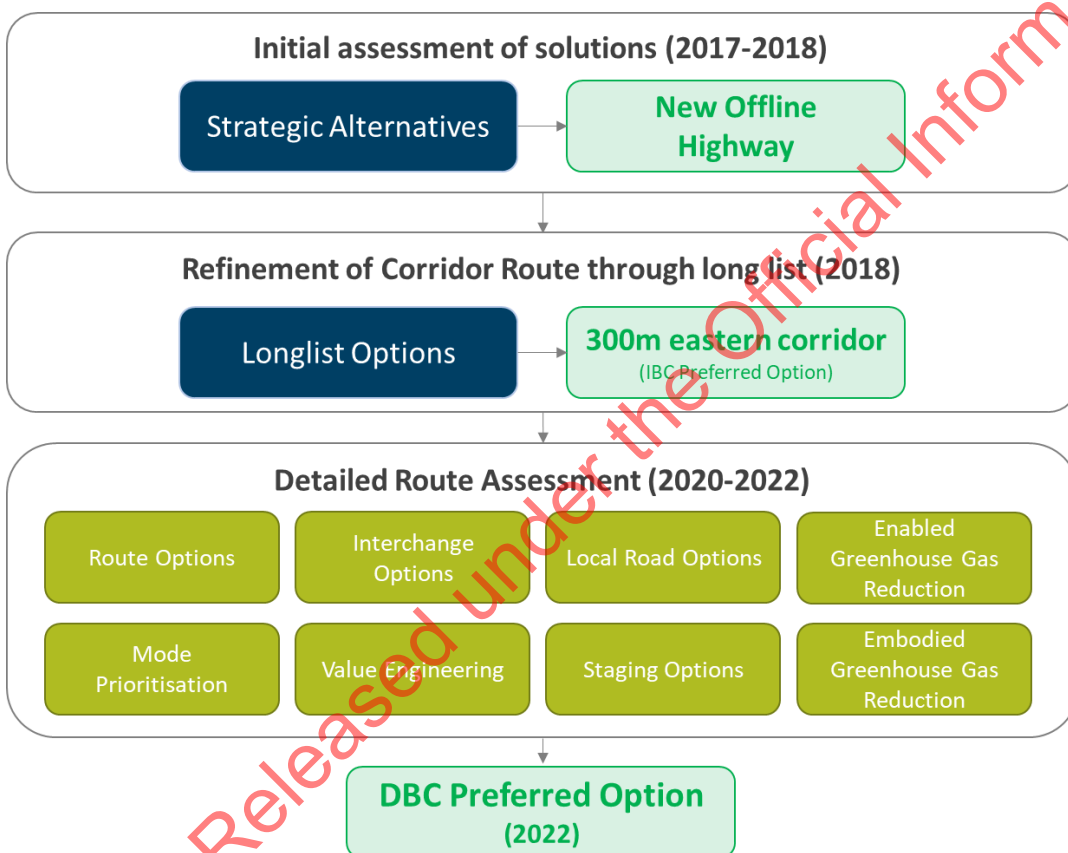 Initial assessment of solutions (2017-2018)
Strategic Alternatives
New Offline
Highway
Refinement of Corridor Route through long list (2018)
Longlist Options
300m eastern corridor
(IBC Preferred Option)
Detailed Route Assessment (2020-2022)
Route Options
Interchange
Options
Local Road Options
Enabled
Greenhouse Gas
Reduction
Mode
Prioritisation
Value Engineering
Staging Options
Embodied
Greenhouse Gas
Reduction
DBC Preferred Option
(2022)
Released under the Official Inform